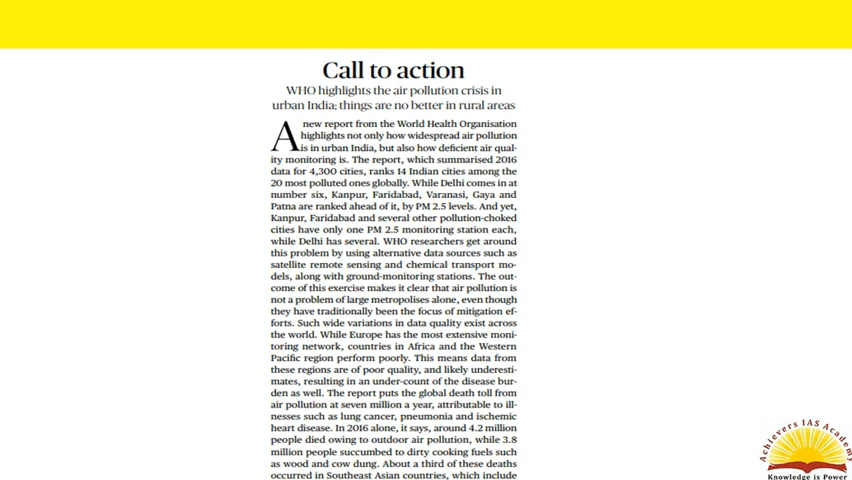 Call to action
WHO highlights the air pollution crisis in
urban India; things are no better in rural areas
A new report from the World Health Organisation
highlights not only how widespread air pollution
is in urban India, but also how deficient air qual-
ity monitoring is. The report, which summarised 2016
data for 4,300 cities, ranks 14 Indian cities among the
20 most polluted ones globally. While Delhi comes in at
number six, Kanpur, Faridabad, Varanasi, Gaya and
Patna are ranked ahead of it, by PM 2.5 levels. And yet,
Kanpur, Faridabad and several other pollution-choked
cities have only one PM 2.5 monitoring station each,
while Delhi has several. WHO researchers get around
this problem by using alternative data sources such as
satellite remote sensing and chemical transport mo-
dels, along with ground-monitoring stations. The out-
come of this exercise makes it clear that air pollution is
not a problem of large metropolises alone, even though
they have traditionally been the focus of mitigation ef-
forts. Such wide variations in data quality exist across
the world. While Europe has the most extensive moni-
toring network, countries in Africa and the Western
Pacific region perform poorly. This means data from
these regions are of poor quality, and likely underesti-
mates, resulting in an under-count of the disease bur-
den as well. The report puts the global death toll from
air pollution at seven million a year, attributable to ill-
nesses such as lung cancer, pneumonia and ischemic
heart disease. In 2016 alone, it says, around 4.2 million
people died owing to outdoor air pollution, while 3.8
million people succumbed to dirty cooking fuels such
as wood and cow dung. About a third of these deaths
occurred in Southeast Asian countries, which include
Achievers IAS Academy
Knowledge is Power